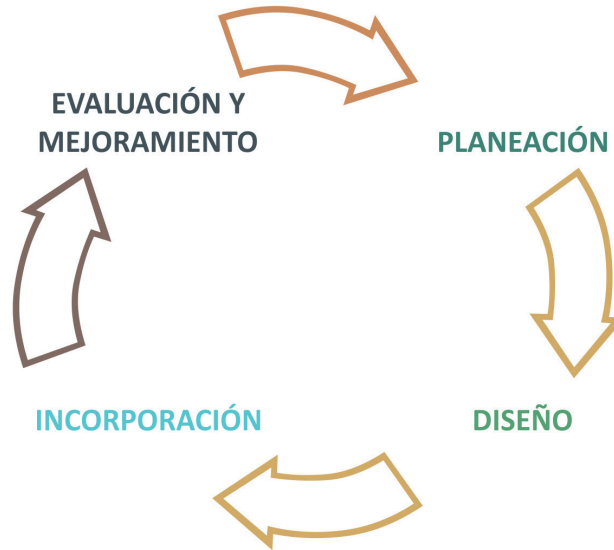 EVALUACIÓN Y
MEJORAMIENTO
PLANEACIÓN
INCORPORACIÓN
DISEÑO